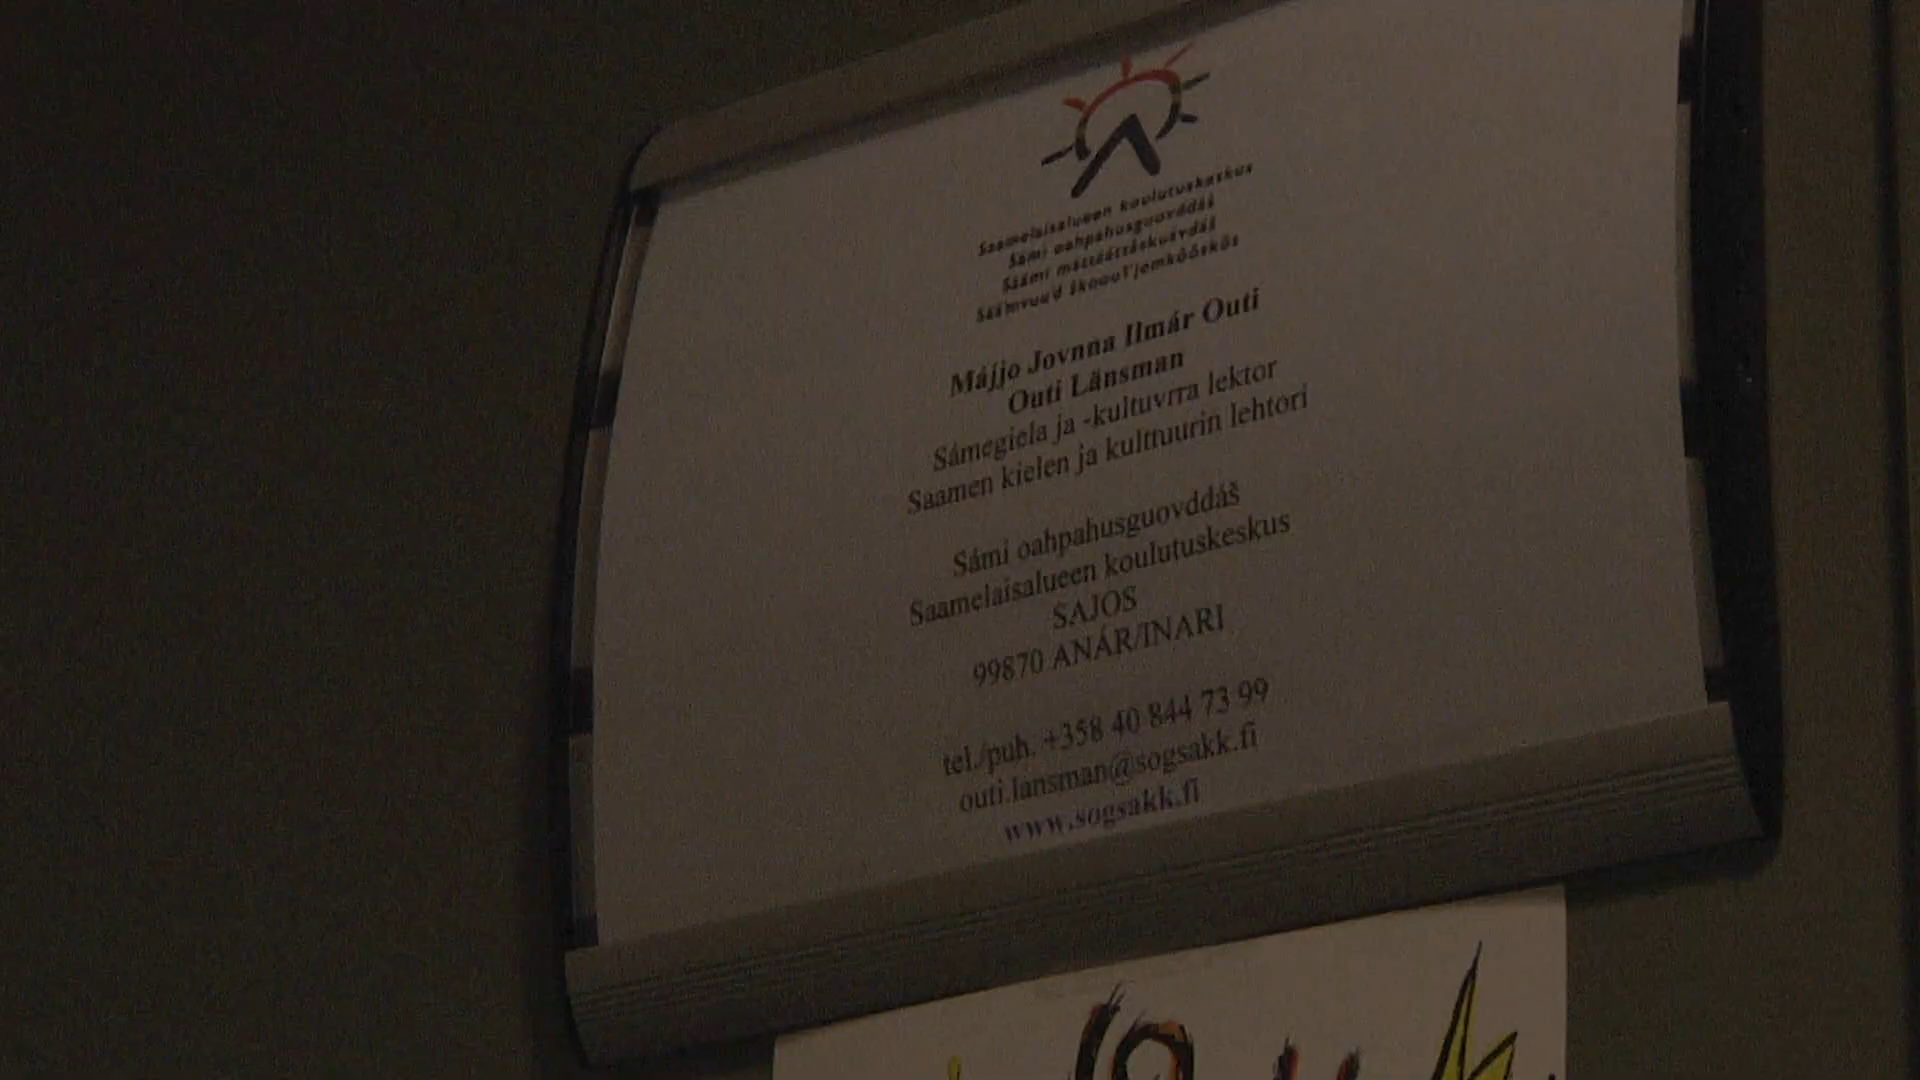 Saamelaisalueen koulutuskeskus
Sámi oahpahusguovddáš
Säämi máttááttâskuávdáš
Sää'mvuu'd škooul'jemkõõskõs
Májjo Jovnna Ilmár Outi
Outi Länsman
Sámegiela ja -kultuvrra lektor
Saamen kielen ja kulttuurin lehtori
Sámi oahpahusguovddáš
Saamelaisalueen koulutuskeskus
SAJOS
99870 ANÁR/INARI
tel./puh. +358 40 844 73 99
outi.lansman@sogsakk.fi
www.sogsakk.fi